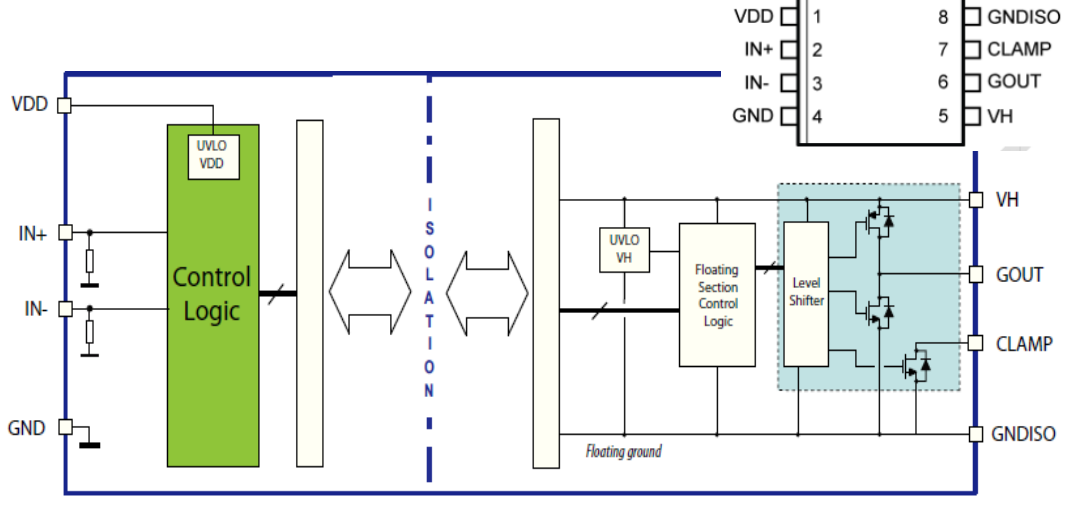 VDD 1 8 GNDISO
IN+ 2 7 CLAMP
IN- 3 6 GOUT
GND 4 5 VH
VDD
UVLO
VDD
IN+
Control
Logic
IN-
GND
I
S
O
L
A
T
I
O
N
UVLO
VH
Floating
Section
Control
Logic
Level
Shifter
VH
GOUT
CLAMP
GNDISO
Floating ground